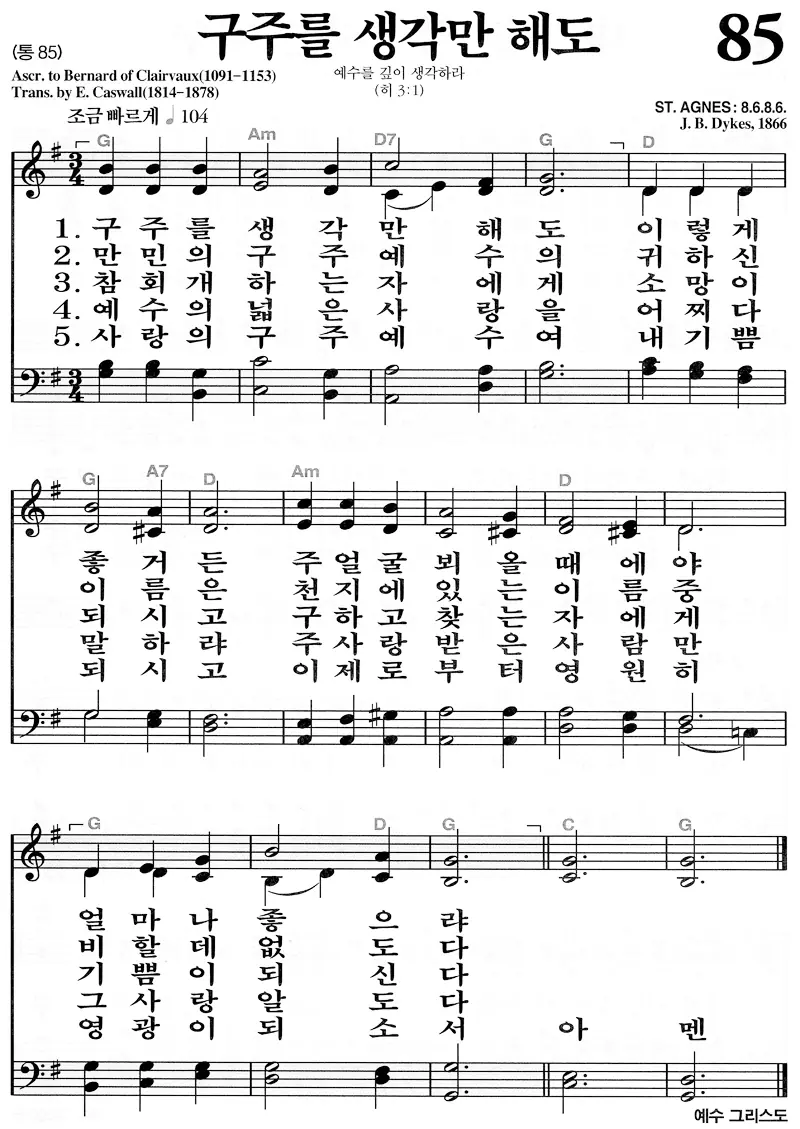 구주를 생각만 해도 85
(통 85)
Ascr. to Bernard of Clairvaux(1091-1153)
예수를 깊이 생각하라
Trans. by E. Caswall(1814-1878)
(히 3:1)
조금 빠르게 ♩ 104
ST. AGNES: 8.6.8.6.
J. B. Dykes, 1866
G Am D7 G D
3 4
1. 구 주 를 생 각 만 해 도 이 렇 게
2. 만 민 의 구 주 예 수 의 귀 하 신
3. 참 회 개 하 는 자 에 게 소 망 이
4. 예 수 의 넓 은 사 랑 을 어 찌 다
5. 사 랑 의 구 주 예 수 여 내 기 쁨
3 4
G A7 D Am D
좋 거 든 주 얼 굴 뵈 올 때 에 야
이 름 은 천 지 에 있 는 이 름 중
되 시 고 구 하 고 찾 는 자 에 게
말 하 랴 주 사 랑 받 은 사 람 만
되 시 고 이 제 로 부 터 영 원 히
G D G C G
얼 마 나 좋 으 랴
비 할 데 없 도 다
기 쁨 이 되 신 다
그 사 랑 알 도 다
영 광 이 되 소 서 아 멘
예수 그리스도